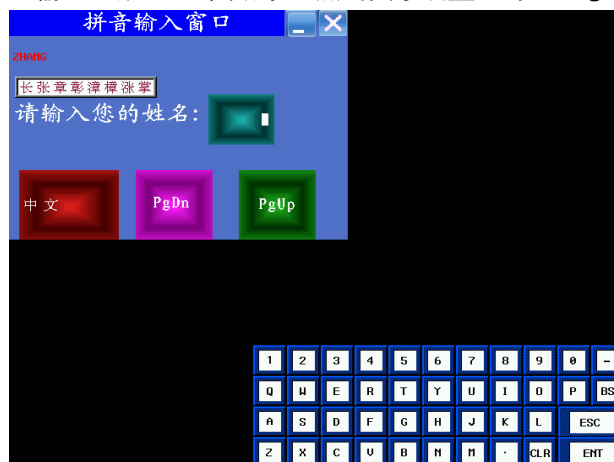 拼音输入窗口
ZHANG
长张章彰漳樟涨掌
请输入您的姓名:
中文 PgDn PgUp
1 2 3 4 5 6 7 8 9 0 -
Q W E R T Y U I O P BS
A S D F G H J K L ESC
Z X C V B N M . CLR ENT